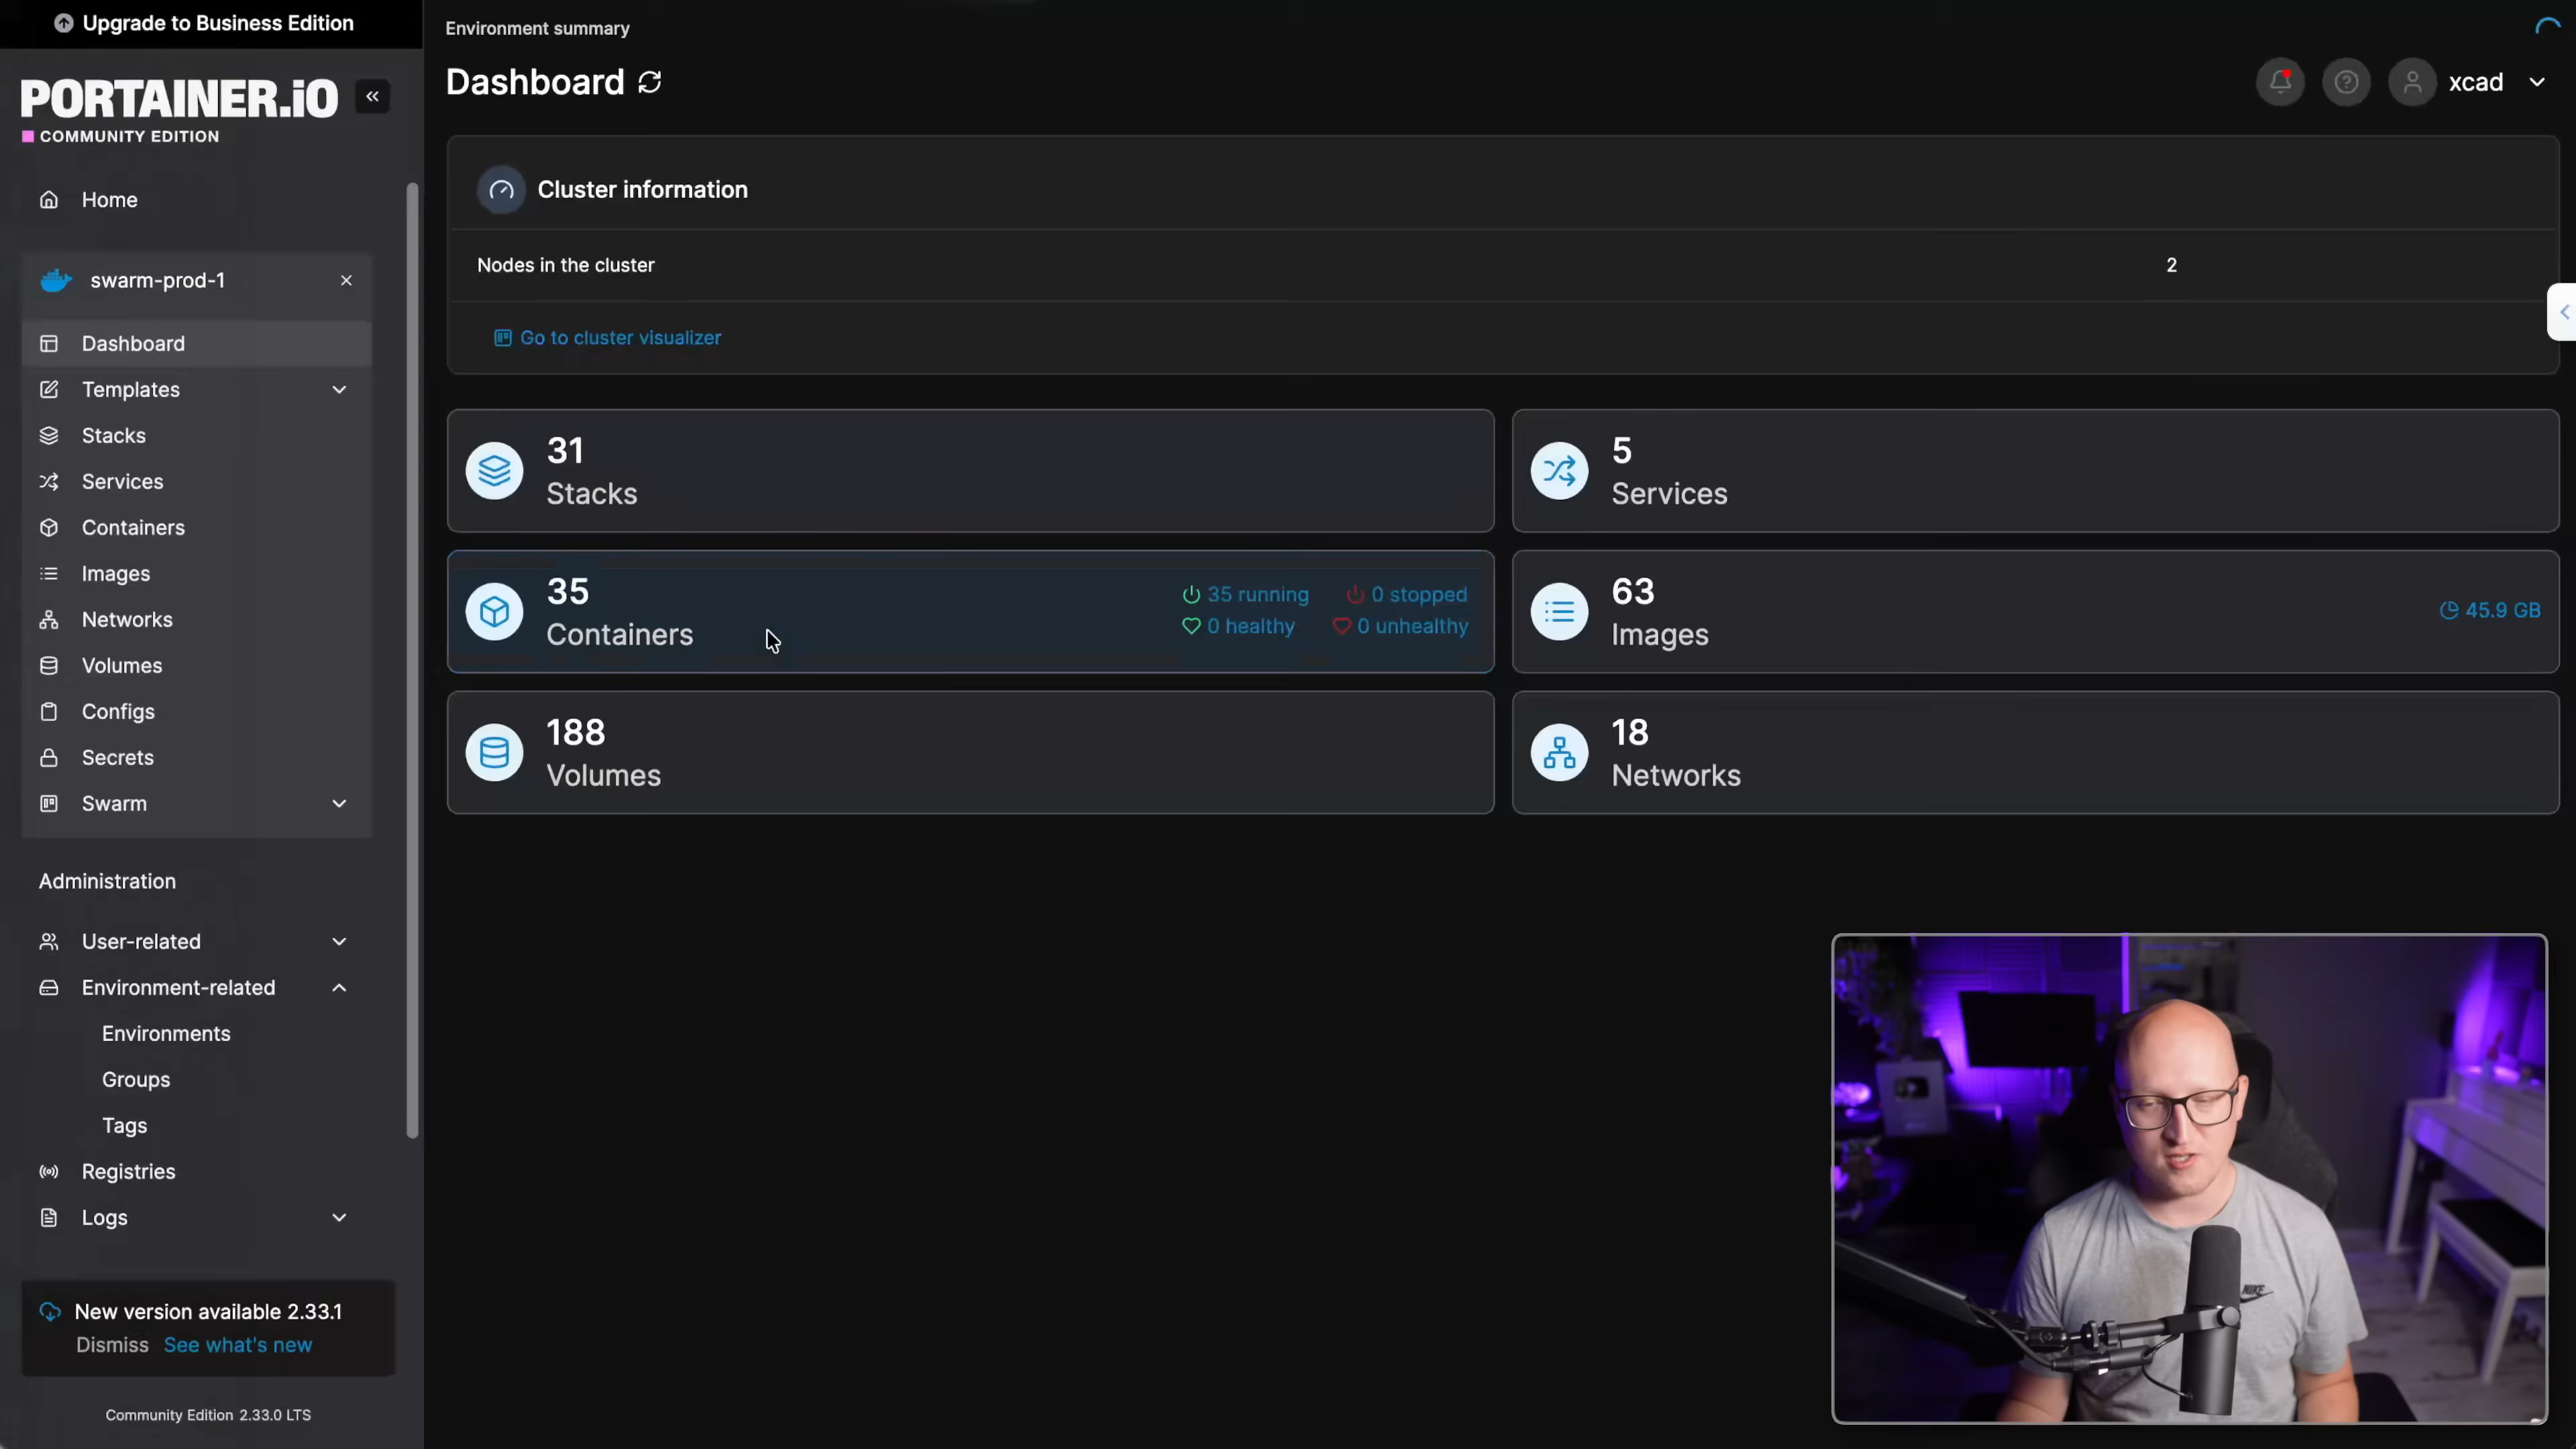 Upgrade to Business Edition
PORTAINER.iO
COMMUNITY EDITION
Home
swarm-prod-1
Dashboard
Templates
Stacks
Services
Containers
Images
Networks
Volumes
Configs
Secrets
Swarm
Administration
User-related
Environment-related
Environments
Groups
Tags
Registries
Logs
New version available 2.33.1
Dismiss See what's new
Community Edition 2.33.0 LTS
Environment summary
Dashboard
xcad
Cluster information
Nodes in the cluster 2
Go to cluster visualizer
31
Stacks
5
Services
35
Containers
35 running 0 stopped
0 healthy 0 unhealthy
63
Images
45.9 GB
188
Volumes
18
Networks
NIKE